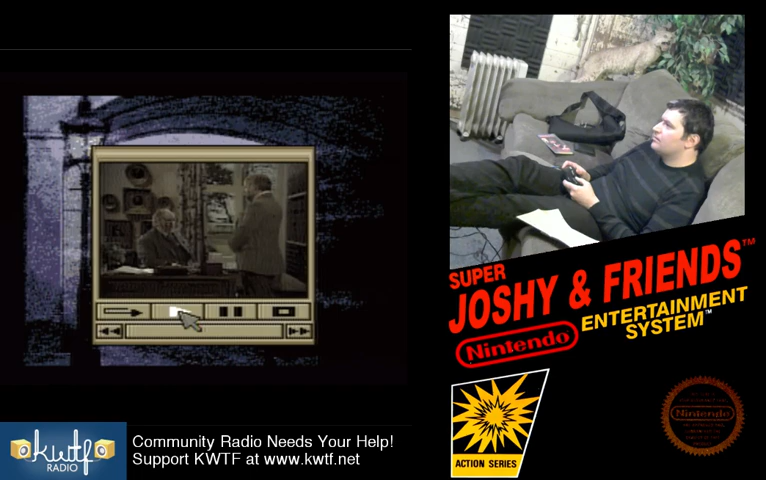 SUPER
JOSHY & FRIENDS™
Nintendo
ENTERTAINMENT
SYSTEM™
ACTION SERIES
Nintendo
kwtf
RADIO
Community Radio Needs Your Help!
Support KWTF at www.kwtf.net